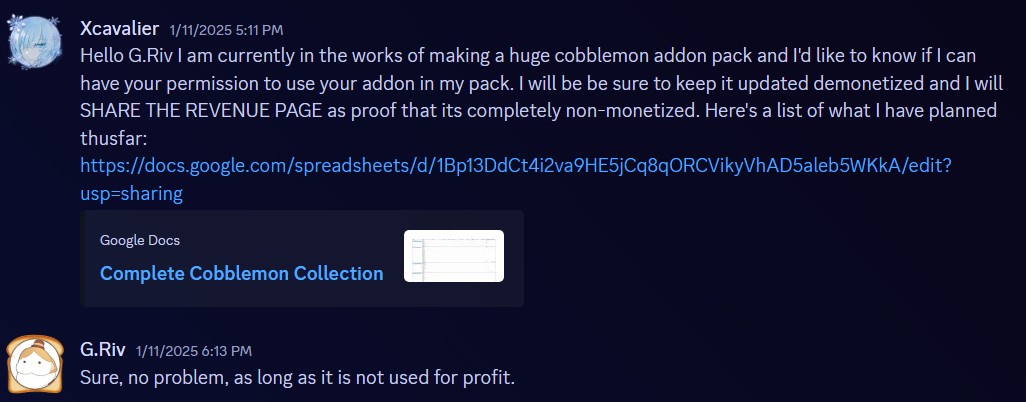 Xcavalier 1/11/2025 5:11 PM
Hello G.Riv I am currently in the works of making a huge cobblemon addon pack and I'd like to know if I can
have your permission to use your addon in my pack. I will be be sure to keep it updated demonetized and I will
SHARE THE REVENUE PAGE as proof that its completely non-monetized. Here's a list of what I have planned
thusfar:
https://docs.google.com/spreadsheets/d/1Bp13DdCt4i2va9HE5jCq8qORCVikyVhAD5aleb5WKkA/edit?
usp=sharing
Google Docs
Complete Cobblemon Collection
G.Riv 1/11/2025 6:13 PM
Sure, no problem, as long as it is not used for profit.